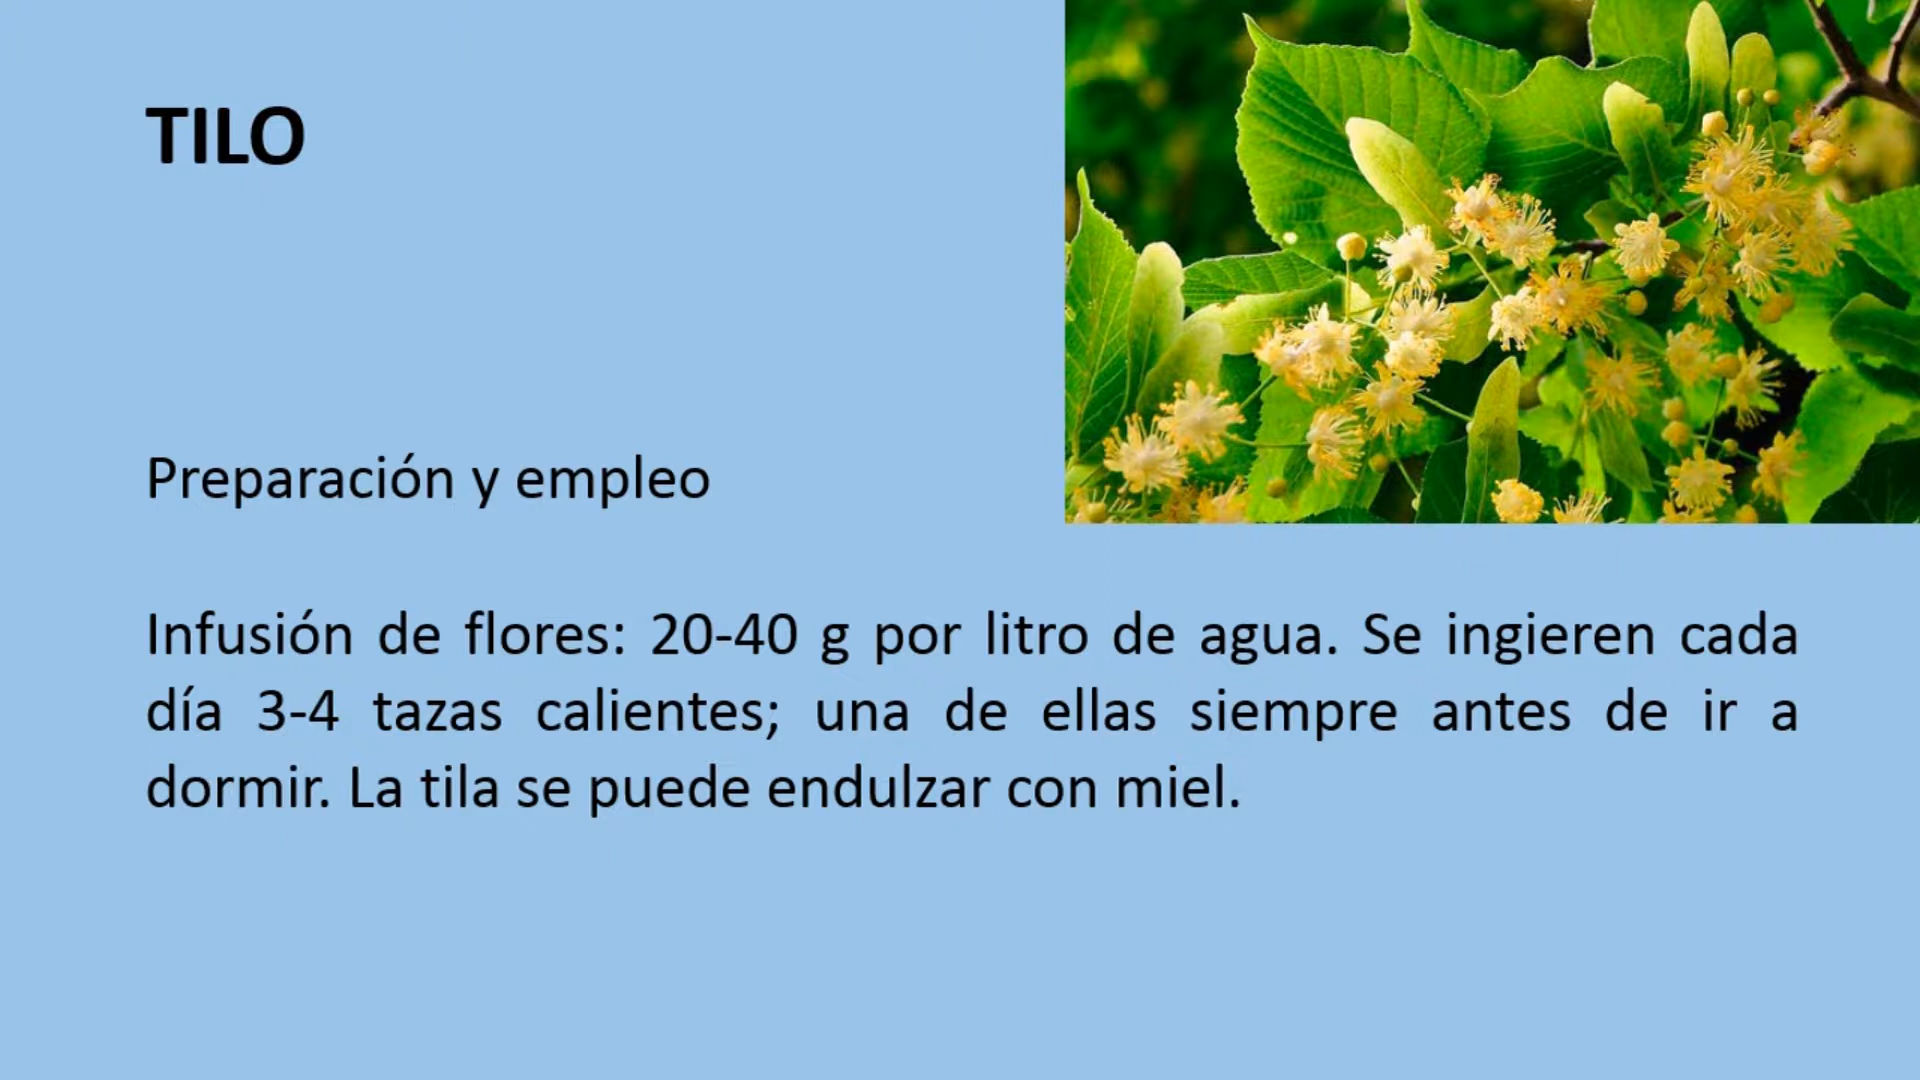 TILO
Preparación y empleo
Infusión de flores: 20-40 g por litro de agua. Se ingieren cada
día 3-4 tazas calientes; una de ellas siempre antes de ir a
dormir. La tila se puede endulzar con miel.